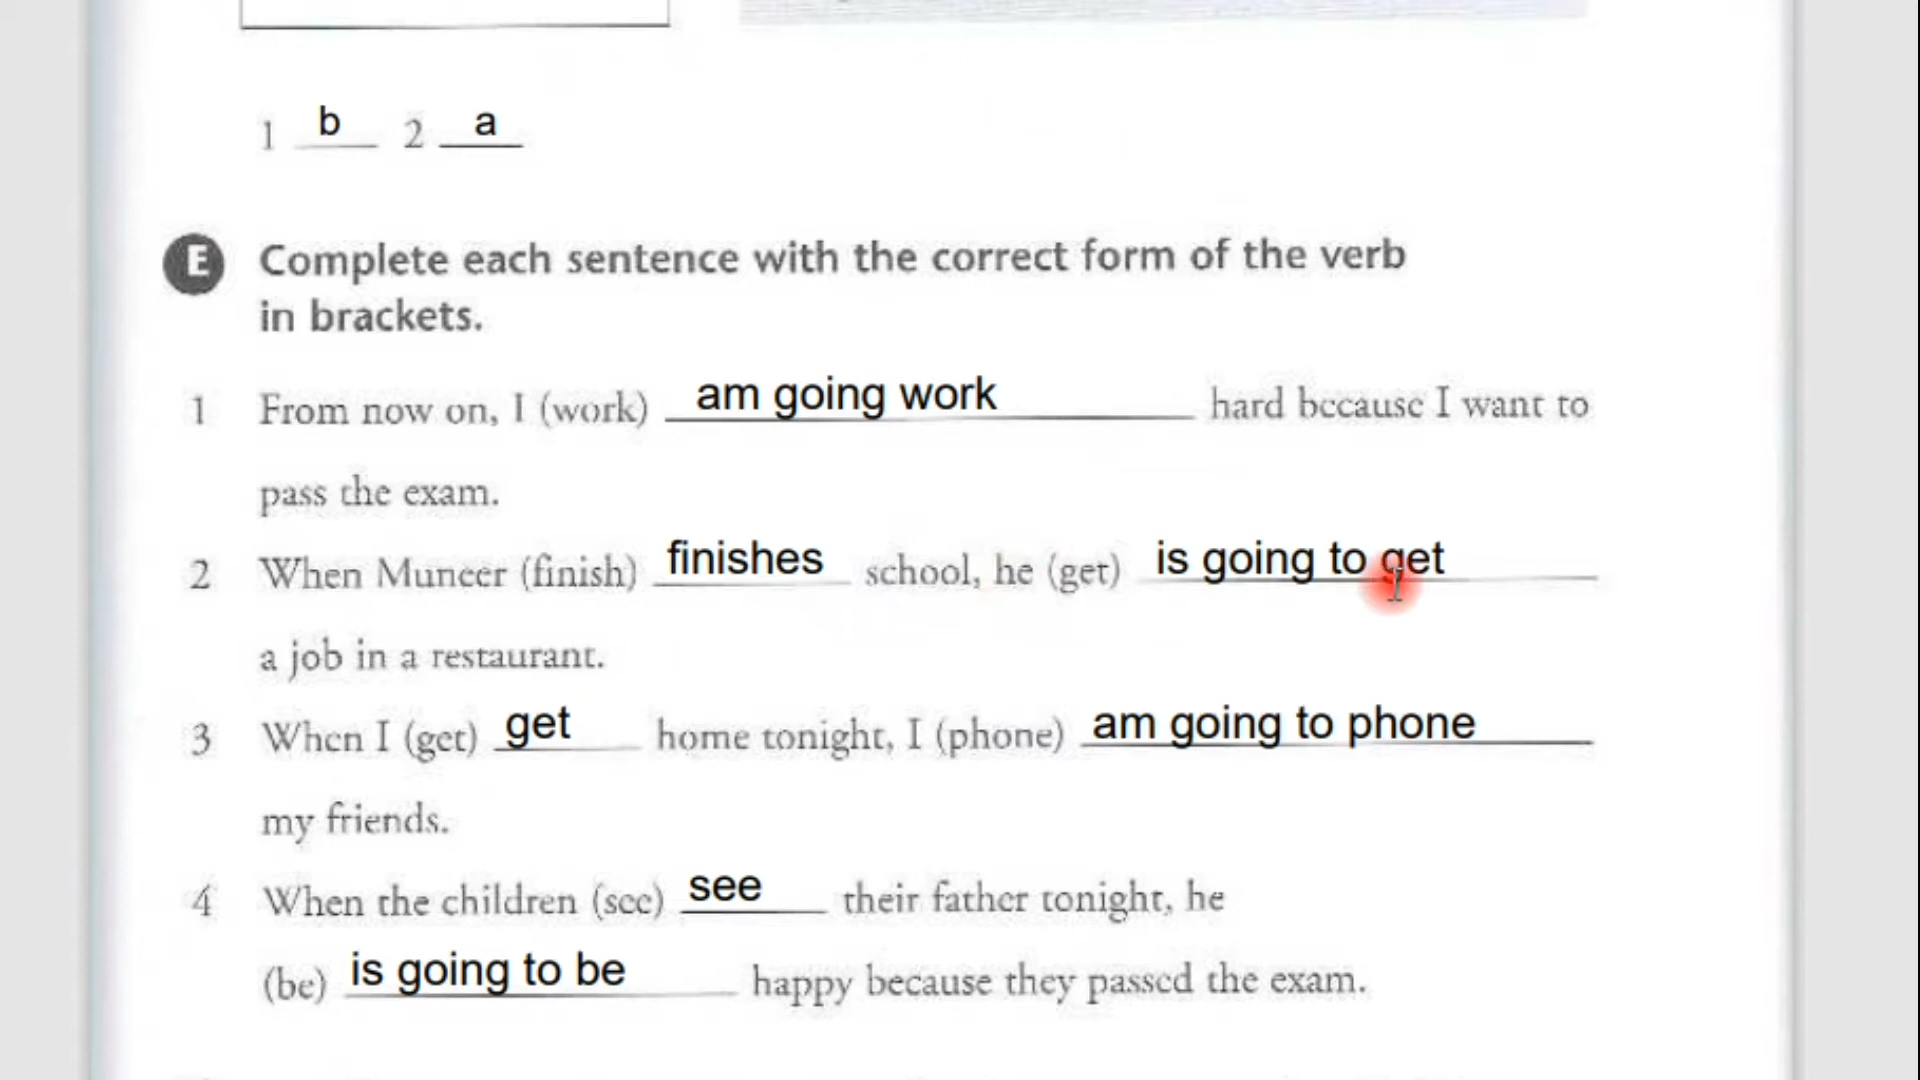 1 b 2 a
E Complete each sentence with the correct form of the verb
in brackets.
1 From now on, I (work) am going work hard because I want to
pass the exam.
2 When Muneer (finish) finishes school, he (get) is going to get
a job in a restaurant.
3 When I (get) get home tonight, I (phone) am going to phone
my friends.
4 When the children (see) see their father tonight, he
(be) is going to be happy because they passed the exam.